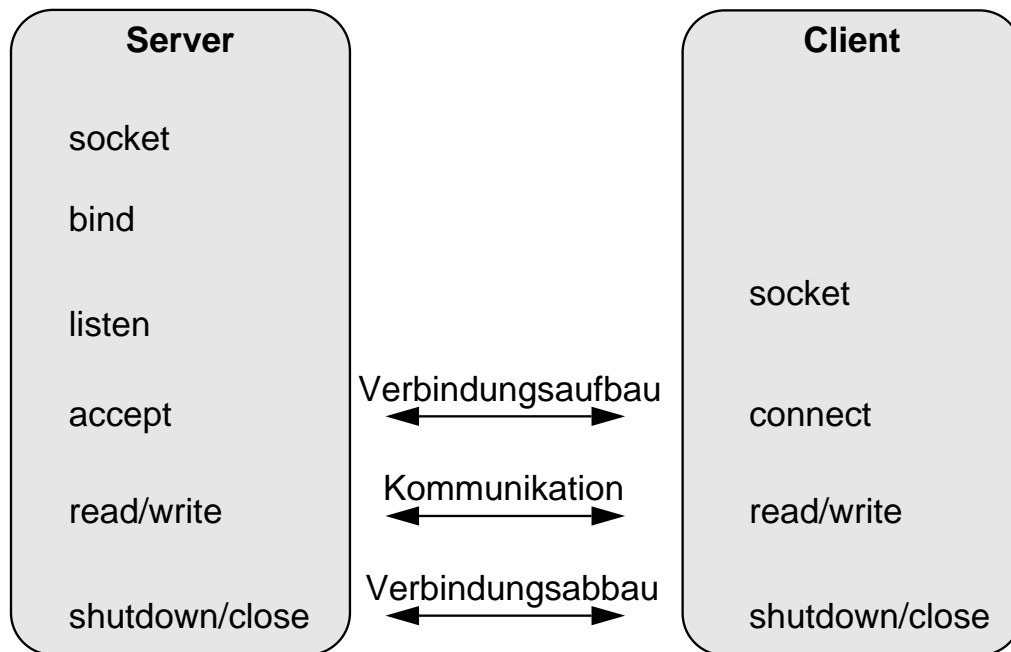 Server
socket
bind
listen
accept
read/write
shutdown/close
Verbindungsaufbau
Kommunikation
Verbindungsabbau
Client
socket
connect
read/write
shutdown/close